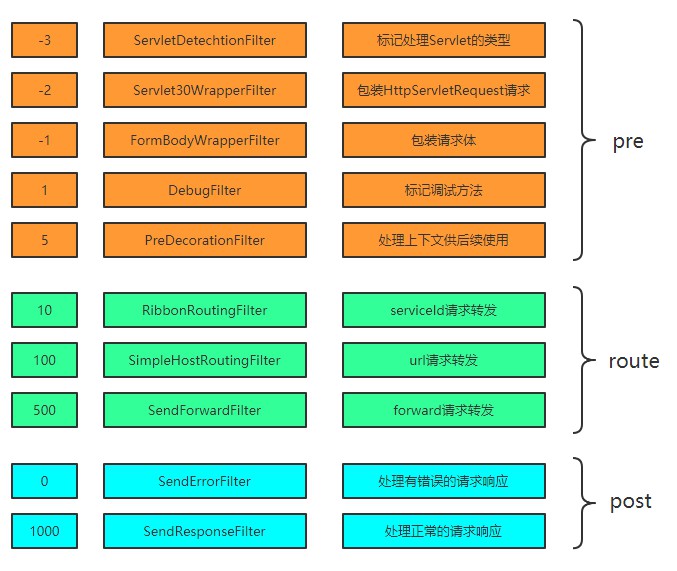 -3 ServletDetechtionFilter 标记处理Servlet的类型
-2 Servlet30WrapperFilter 包装HttpServletRequest请求
-1 FormBodyWrapperFilter 包装请求体
1 DebugFilter 标记调试方法
5 PreDecorationFilter 处理上下文供后续使用
pre
10 RibbonRoutingFilter serviceId请求转发
100 SimpleHostRoutingFilter url请求转发
500 SendForwardFilter forward请求转发
route
0 SendErrorFilter 处理有错误的请求响应
1000 SendResponseFilter 处理正常的请求响应
post